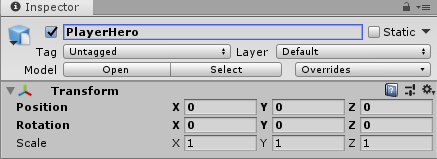 Inspector
PlayerHero Static
Tag Untagged Layer Default
Model Open Select Overrides
Transform
Position X 0 Y 0 Z 0
Rotation X 0 Y 0 Z 0
Scale X 1 Y 1 Z 1